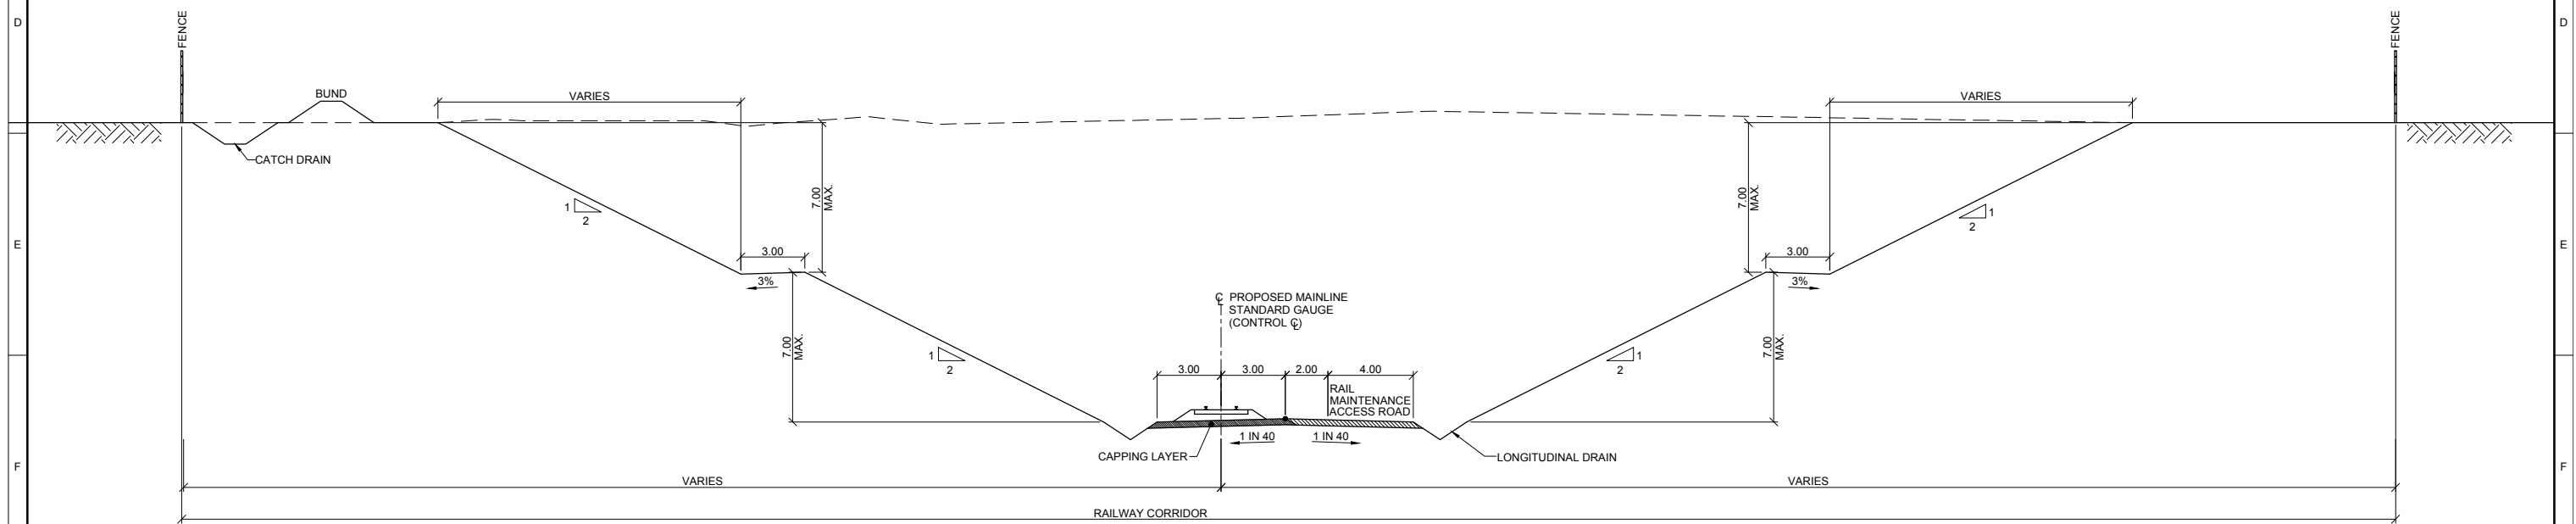 D
D
FENCE
FENCE
BUND
VARIES
VARIES
CATCH DRAIN
7.00
MAX.
7.00
MAX.
1
2
1
2
E
E
3.00
3.00
3%
3%
℄ PROPOSED MAINLINE
STANDARD GAUGE
(CONTROL ℄)
7.00
MAX.
7.00
MAX.
1
2
1
2
3.00
3.00
2.00
4.00
RAIL
MAINTENANCE
ACCESS ROAD
1 IN 40
1 IN 40
CAPPING LAYER
LONGITUDINAL DRAIN
F
F
VARIES
VARIES
RAILWAY CORRIDOR